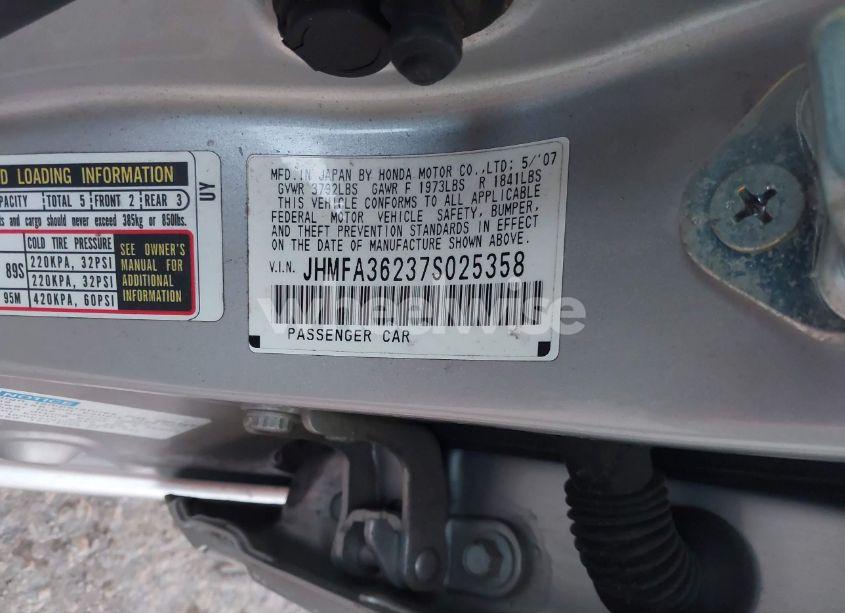 D LOADING INFORMATION
PACITY TOTAL 5 FRONT 2 REAR 3
ts and cargo should never exceed 385kg or 850lbs.
COLD TIRE PRESSURE
89S 220KPA, 32PSI
220KPA, 32PSI
95M 420KPA, 60PSI
SEE OWNER'S
MANUAL FOR
ADDITIONAL
INFORMATION
UY
MFD.IN JAPAN BY HONDA MOTOR CO.,LTD: 5/'07
GVWR 3792LBS GAWR F 1973LBS R 1841LBS
THIS VEHICLE CONFORMS TO ALL APPLICABLE
FEDERAL MOTOR VEHICLE SAFETY, BUMPER,
AND THEFT PREVENTION STANDARDS IN EFFECT
ON THE DATE OF MANUFACTURE SHOWN ABOVE.
V.I.N. JHMFA36237S025358
PASSENGER CAR
wheelwise
NOTICE